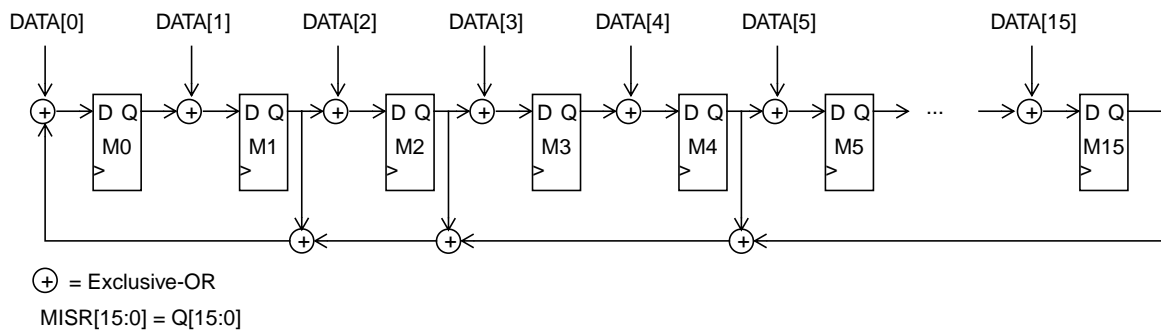 DATA[0] DATA[1] DATA[2] DATA[3] DATA[4] DATA[5] DATA[15]
+ D Q + D Q + D Q + D Q + D Q + D Q ... + D Q
M0 M1 M2 M3 M4 M5 M15
+ + +
+ = Exclusive-OR
MISR[15:0] = Q[15:0]